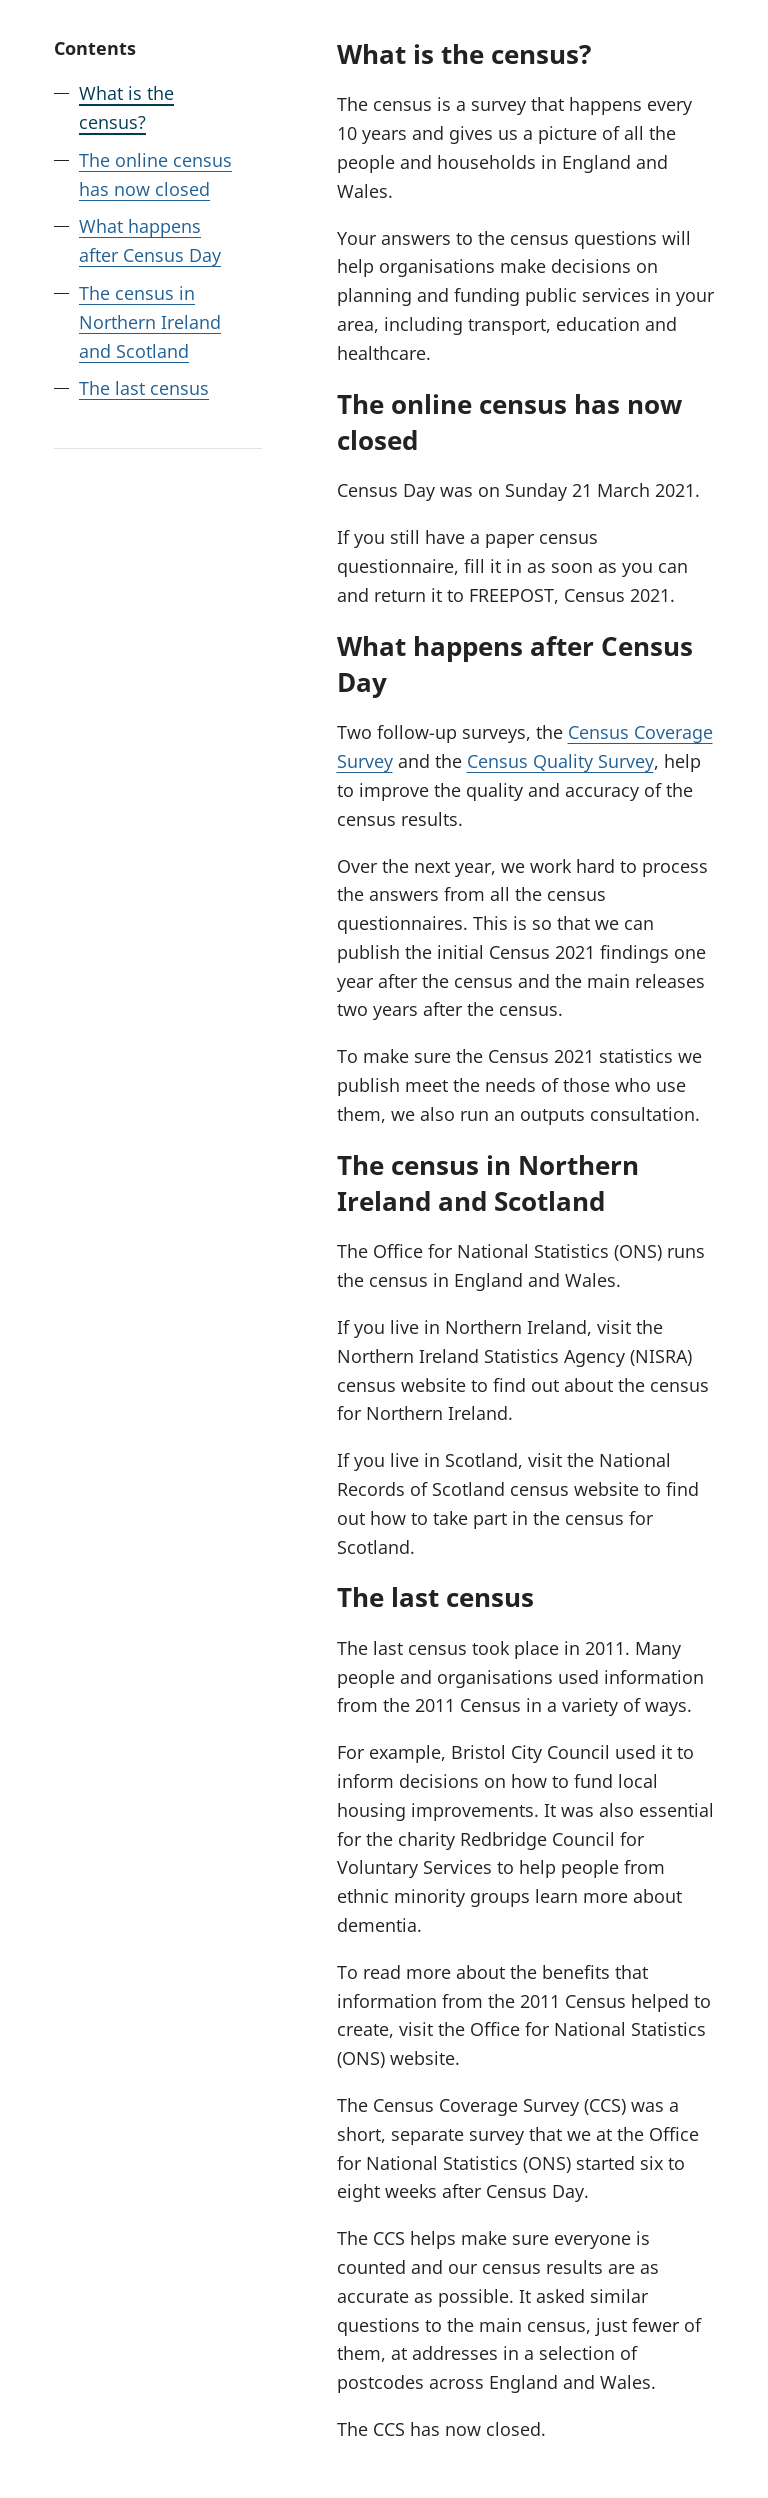 Contents
— What is the
census?
— The online census
has now closed
— What happens
after Census Day
— The census in
Northern Ireland
and Scotland
— The last census
What is the census?
The census is a survey that happens every
10 years and gives us a picture of all the
people and households in England and
Wales.
Your answers to the census questions will
help organisations make decisions on
planning and funding public services in your
area, including transport, education and
healthcare.
The online census has now
closed
Census Day was on Sunday 21 March 2021.
If you still have a paper census
questionnaire, fill it in as soon as you can
and return it to FREEPOST, Census 2021.
What happens after Census
Day
Two follow-up surveys, the Census Coverage
Survey and the Census Quality Survey, help
to improve the quality and accuracy of the
census results.
Over the next year, we work hard to process
the answers from all the census
questionnaires. This is so that we can
publish the initial Census 2021 findings one
year after the census and the main releases
two years after the census.
To make sure the Census 2021 statistics we
publish meet the needs of those who use
them, we also run an outputs consultation.
The census in Northern
Ireland and Scotland
The Office for National Statistics (ONS) runs
the census in England and Wales.
If you live in Northern Ireland, visit the
Northern Ireland Statistics Agency (NISRA)
census website to find out about the census
for Northern Ireland.
If you live in Scotland, visit the National
Records of Scotland census website to find
out how to take part in the census for
Scotland.
The last census
The last census took place in 2011. Many
people and organisations used information
from the 2011 Census in a variety of ways.
For example, Bristol City Council used it to
inform decisions on how to fund local
housing improvements. It was also essential
for the charity Redbridge Council for
Voluntary Services to help people from
ethnic minority groups learn more about
dementia.
To read more about the benefits that
information from the 2011 Census helped to
create, visit the Office for National Statistics
(ONS) website.
The Census Coverage Survey (CCS) was a
short, separate survey that we at the Office
for National Statistics (ONS) started six to
eight weeks after Census Day.
The CCS helps make sure everyone is
counted and our census results are as
accurate as possible. It asked similar
questions to the main census, just fewer of
them, at addresses in a selection of
postcodes across England and Wales.
The CCS has now closed.